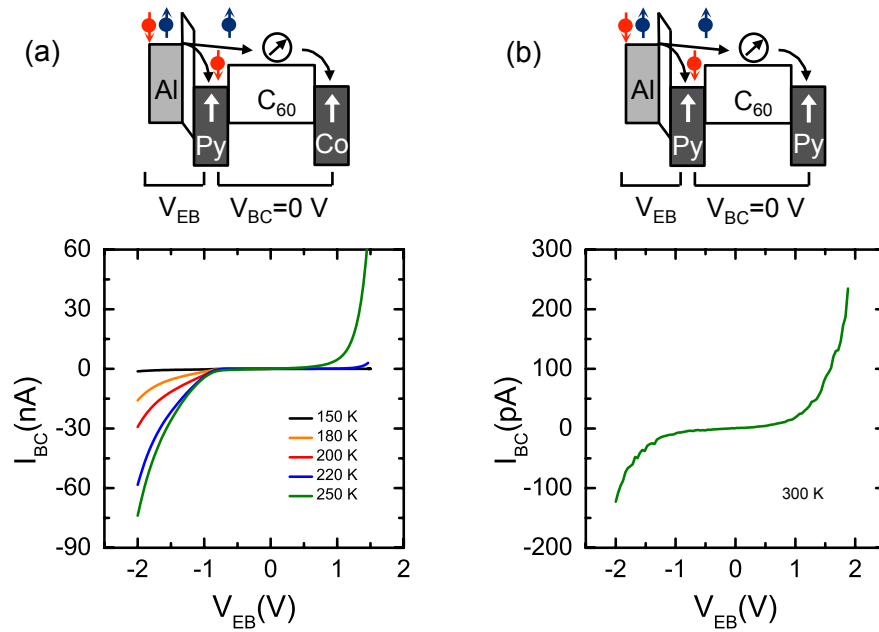 (a)
Al
C60
Py
Co
VEB
VBC=0 V
60
30
0
-30
-60
-90
IBC(nA)
150 K
180 K
200 K
220 K
250 K
-2
-1
0
1
2
VEB(V)
(b)
Al
C60
Py
Py
VEB
VBC=0 V
300
200
100
0
-100
-200
IBC(pA)
300 K
-2
-1
0
1
2
VEB(V)